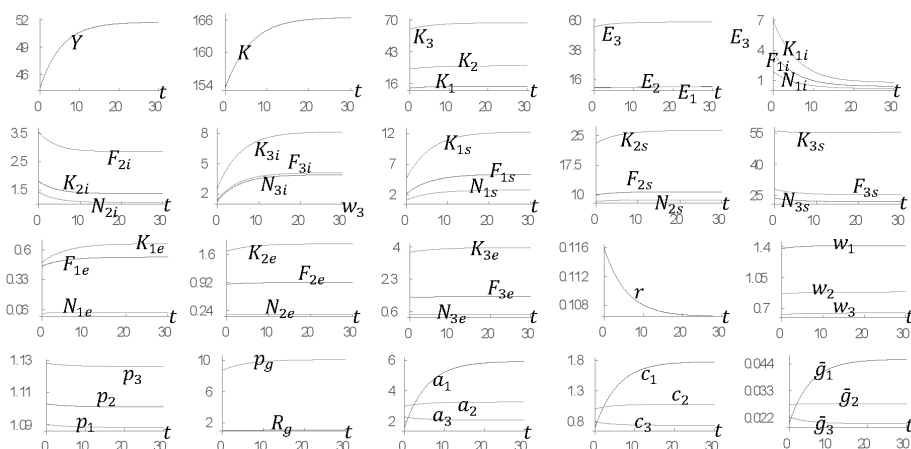 52 166 70 60 7
Y K K₃ E₃ E₃ K₁ᵢ
49 160 43 38 4 F₁ᵢ
K₂ N₁ᵢ
46 154 16 K₁ 16 E₂ E₁ 1
0 10 20 30 t 0 10 20 30 t 0 10 20 30 t 0 10 20 30 t 0 10 20 30 t
3.5 8 12 25 55
F₂ᵢ K₃ᵢ F₃ᵢ K₁ₛ K₂ₛ K₃ₛ
2.5 5 7 F₁ₛ 17.5 40
K₂ᵢ N₃ᵢ N₁ₛ F₂ₛ F₃ₛ
1.5 N₂ᵢ 2 2 10 N₂ₛ 25 N₃ₛ
0 10 20 30 t 0 10 20 30 w₃ 0 10 20 30 t 0 10 20 30 t 0 10 20 30 t
0.6 K₁ₑ 1.6 K₂ₑ 4 K₃ₑ 0.116 1.4 w₁
F₁ₑ F₂ₑ
0.33 0.92 2.3 F₃ₑ 0.112 1.05 w₂
N₁ₑ N₂ₑ N₃ₑ r w₃
0.05 0.24 0.6 0.108 0.7
0 10 20 30 t 0 10 20 30 t 0 10 20 30 t 0 10 20 30 t 0 10 20 30 t
1.13 10 p_g 6 1.8 0.044
p₃ a₁ c₁ ḡ₁
1.11 p₂ 6 4 a₂ 1.3 c₂ 0.033 ḡ₂
p₁ R_g a₃ c₃ ḡ₃
1.09 2 2 0.8 0.022
0 10 20 30 t 0 10 20 30 t 0 10 20 30 t 0 10 20 30 t 0 10 20 30 t